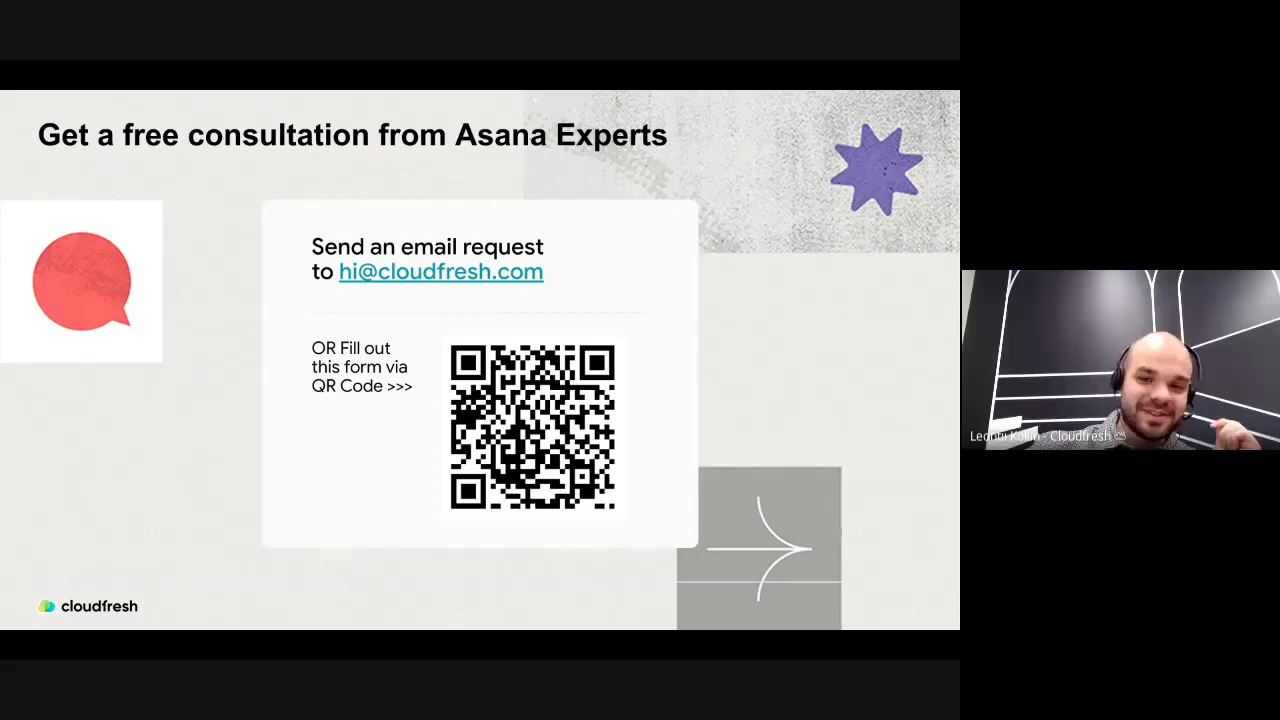 Get a free consultation from Asana Experts
Send an email request
to hi@cloudfresh.com
OR Fill out
this form via
QR Code >>>
cloudfresh
Cloudfresh